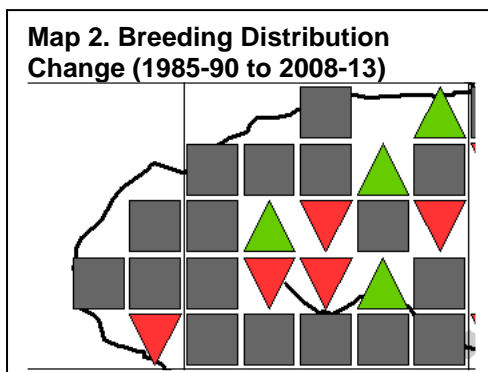 Map 2. Breeding Distribution
Change (1985-90 to 2008-13)